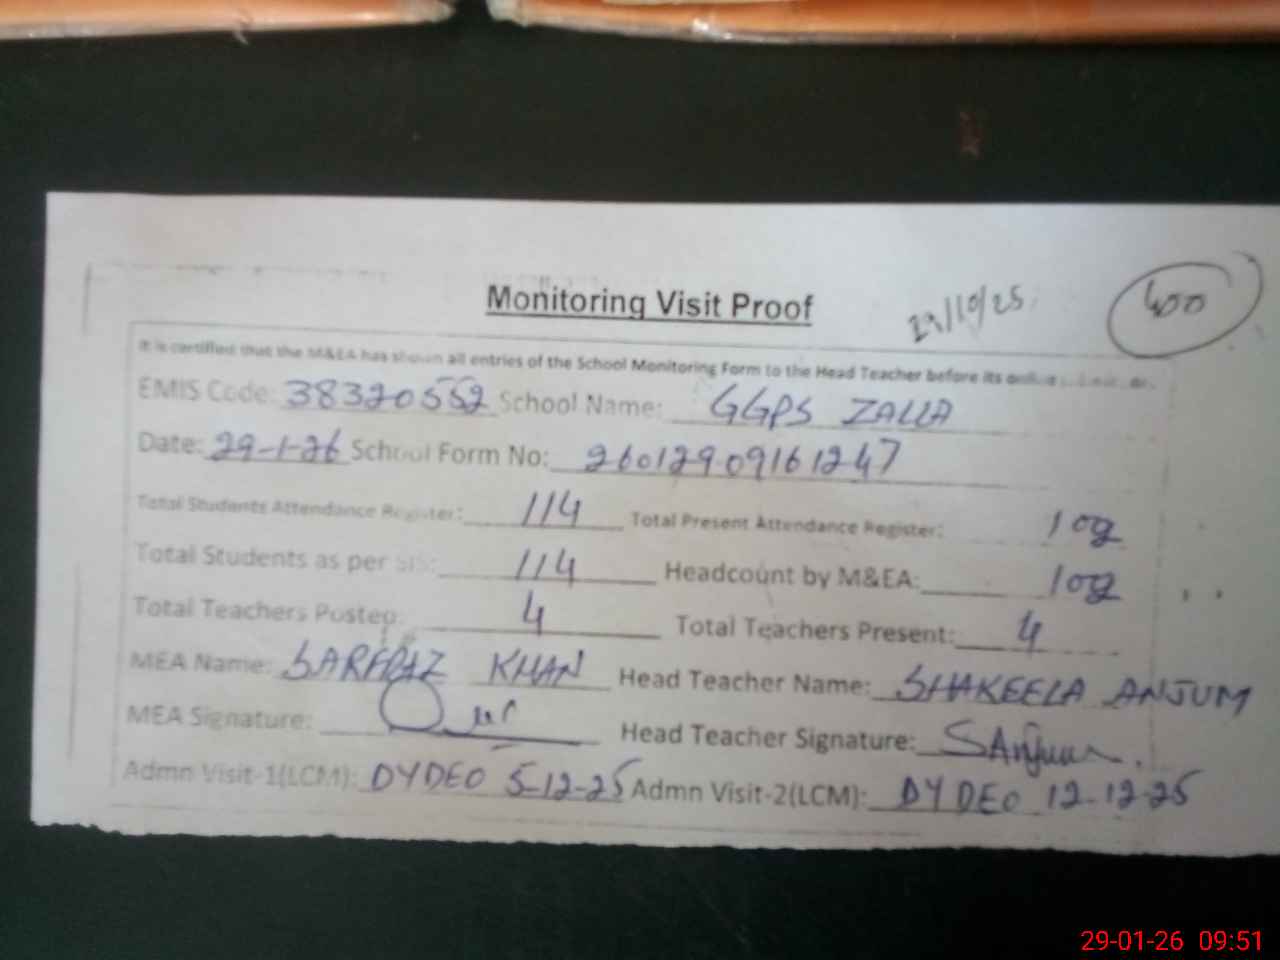 Monitoring Visit Proof 29/10/25 400
It is certified that the M&EA has shown all entries of the School Monitoring Form to the Head Teacher before its online
EMIS Code: 38320552 School Name: GGPS ZALLA
Date: 29-1-26 School Form No: 260129.09161247
Total Students Attendance Register: 114 Total Present Attendance Register: 108
Total Students as per SIS: 114 Headcount by M&EA: 108
Total Teachers Posted: 4 Total Teachers Present: 4
MEA Name: SARFRAZ KHAN Head Teacher Name: SHAKEELA ANJUM
MEA Signature: Head Teacher Signature: SAnjum.
Admn Visit-1(LCM): DYDEO 5-12-25 Admn Visit-2(LCM): DYDEO 12-12-25
29-01-26 09:51